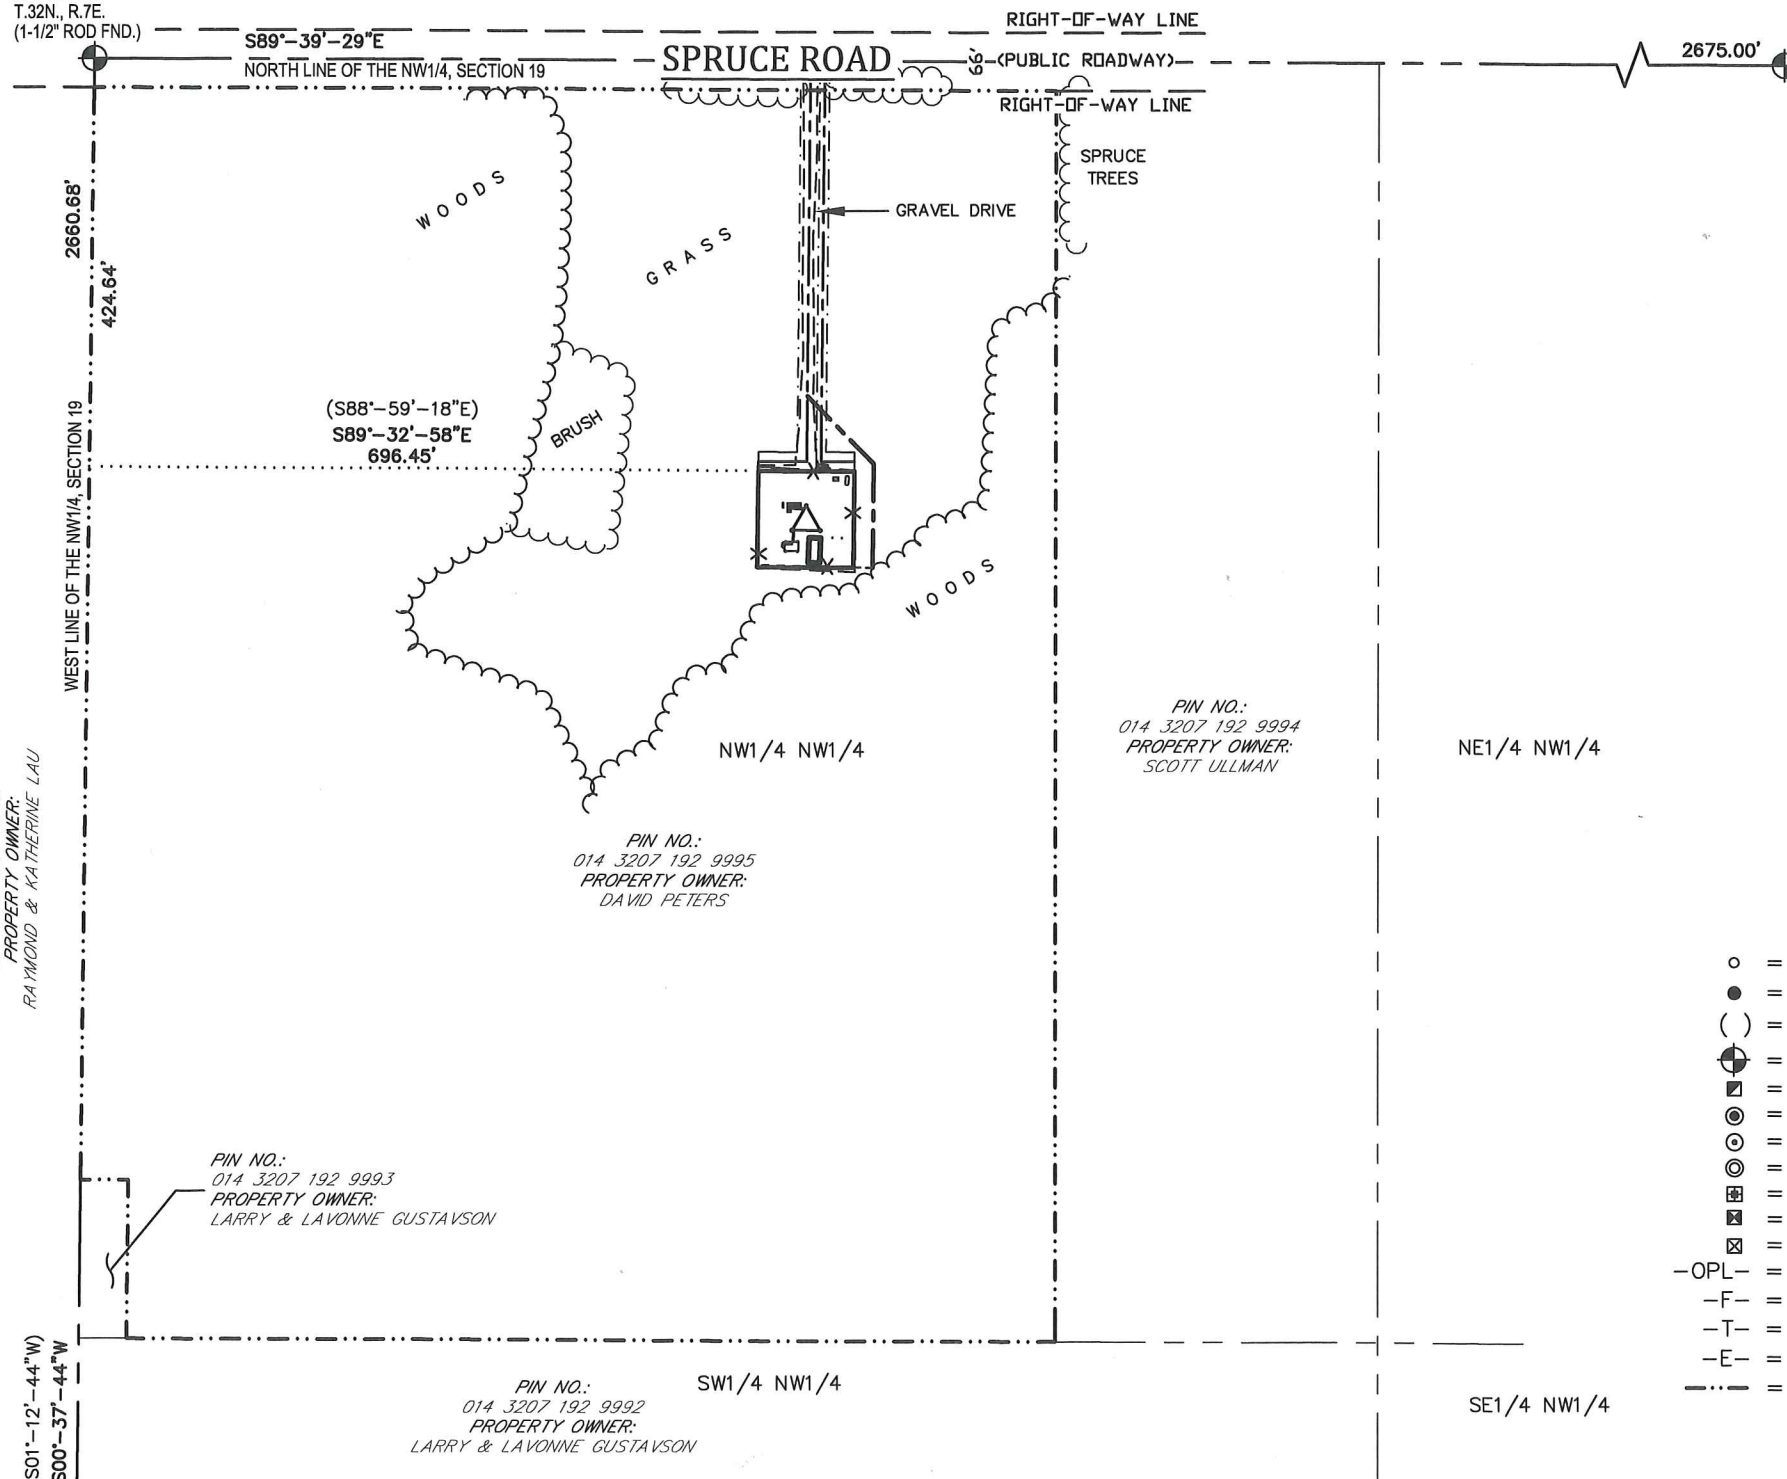 T.32N., R.7E.
(1-1/2" ROD FND.)
S89°-39'-29"E
NORTH LINE OF THE NW1/4, SECTION 19
SPRUCE ROAD
RIGHT-OF-WAY LINE
66'
(PUBLIC ROADWAY)
RIGHT-OF-WAY LINE
2675.00'
2660.68'
424.64'
WEST LINE OF THE NW1/4, SECTION 19
WOODS
GRASS
GRAVEL DRIVE
SPRUCE
TREES
(S88°-59'-18"E)
S89°-32'-58"E
696.45'
BRUSH
WOODS
NW1/4 NW1/4
PIN NO.:
014 3207 192 9994
PROPERTY OWNER:
SCOTT ULLMAN
NE1/4 NW1/4
PROPERTY OWNER:
RAYMOND & KATHERINE LAU
PIN NO.:
014 3207 192 9995
PROPERTY OWNER:
DAVID PETERS
PIN NO.:
014 3207 192 9993
PROPERTY OWNER:
LARRY & LAVONNE GUSTAVSON
( ) =
-OPL- =
-F- =
-T- =
-E- =
S01°-12'-44"W)
S00°-37'-44"W
PIN NO.:
014 3207 192 9992
PROPERTY OWNER:
LARRY & LAVONNE GUSTAVSON
SW1/4 NW1/4
SE1/4 NW1/4